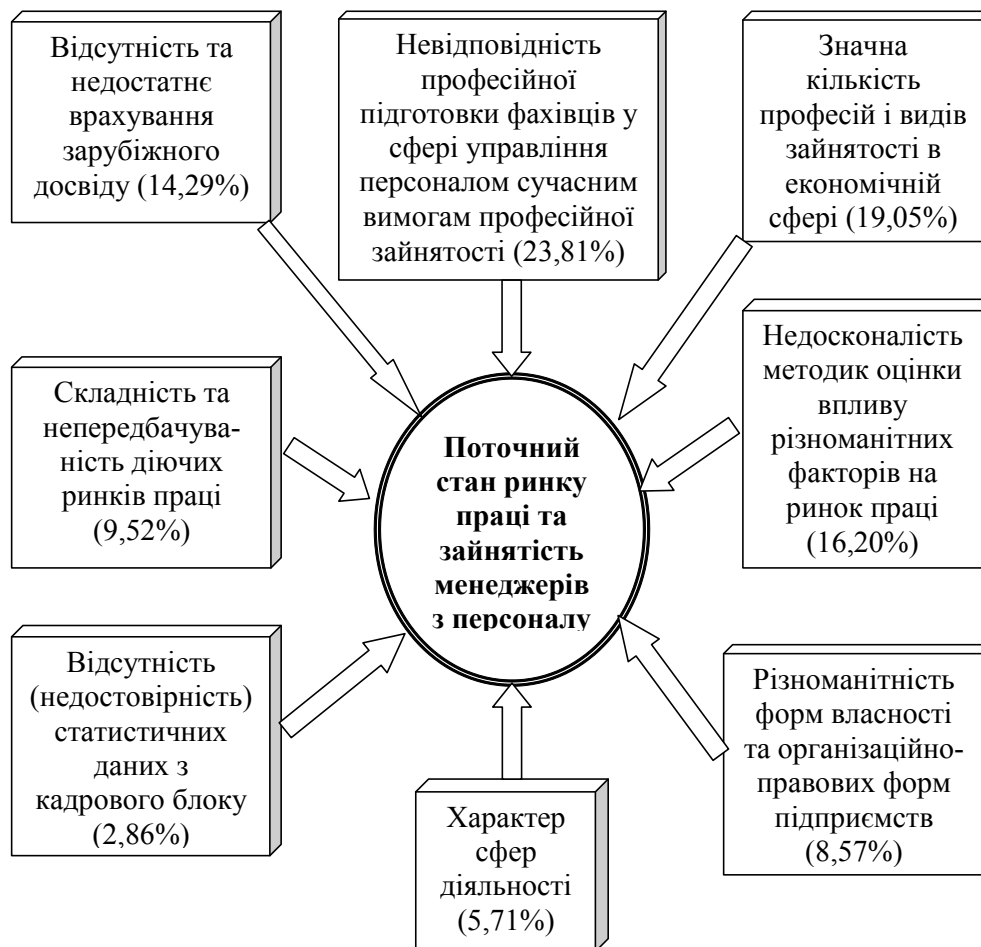 Відсутність та
недостатнє
врахування
зарубіжного
досвіду (14,29%)
Невідповідність
професійної
підготовки фахівців у
сфері управління
персоналом сучасним
вимогам професійної
зайнятості (23,81%)
Значна
кількість
професій і видів
зайнятості в
економічній
сфері (19,05%)
Складність та
непередбачува-
ність діючих
ринків праці
(9,52%)
Поточний
стан ринку
праці та
зайнятість
менеджерів
з персоналу
Недосконалість
методик оцінки
впливу
різноманітних
факторів на
ринок праці
(16,20%)
Відсутність
(недостовірність)
статистичних
даних з
кадрового блоку
(2,86%)
Характер
сфер
діяльності
(5,71%)
Різноманітність
форм власності
та організаційно-
правових форм
підприємств
(8,57%)